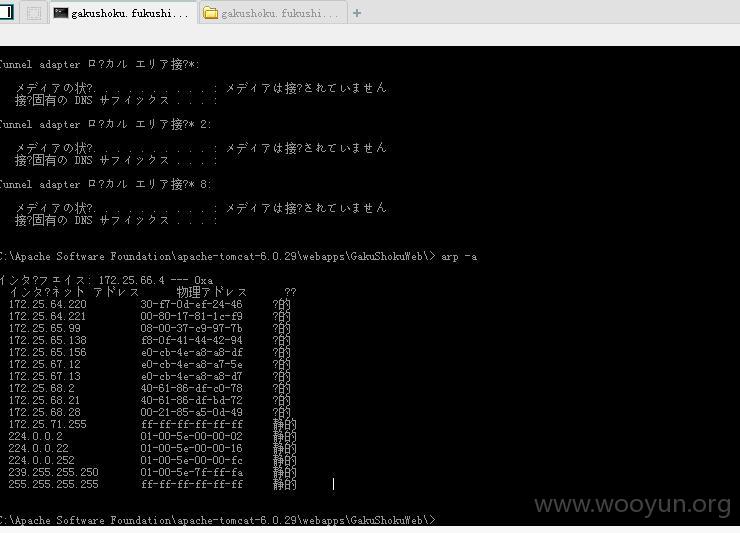 gakushoku.fukushi...
gakushoku.fukushi...
Tunnel adapter ロ?カル エリア接?*:
メディアの状?. . . . . . . . . . . : メディアは接?されていません
接?固有の DNS サフィックス . . . :
Tunnel adapter ロ?カル エリア接?* 2:
メディアの状?. . . . . . . . . . . : メディアは接?されていません
接?固有の DNS サフィックス . . . :
Tunnel adapter ロ?カル エリア接?* 8:
メディアの状?. . . . . . . . . . . : メディアは接?されていません
接?固有の DNS サフィックス . . . :
C:\Apache Software Foundation\apache-tomcat-6.0.29\webapps\GakuShokuWeb\> arp -a
インタ?フェイス: 172.25.66.4 --- 0xa
インタ?ネット アドレス 物理アドレス ??
172.25.64.220 30-f7-0d-ef-24-46 ?的
172.25.64.221 00-80-17-81-1c-f9 ?的
172.25.65.99 08-00-37-c9-97-7b ?的
172.25.65.138 f8-0f-41-44-42-94 ?的
172.25.65.156 e0-cb-4e-a8-a8-df ?的
172.25.67.12 e0-cb-4e-a8-a7-5e ?的
172.25.67.13 e0-cb-4e-a8-a8-d7 ?的
172.25.68.2 40-61-86-df-c0-78 ?的
172.25.68.21 40-61-86-df-bd-72 ?的
172.25.68.28 00-21-85-a5-0d-49 ?的
172.25.71.255 ff-ff-ff-ff-ff-ff 静的
224.0.0.2 01-00-5e-00-00-02 静的
224.0.0.22 01-00-5e-00-00-16 静的
224.0.0.252 01-00-5e-00-00-fc 静的
239.255.255.250 01-00-5e-7f-ff-fa 静的
255.255.255.255 ff-ff-ff-ff-ff-ff 静的
www.wooyun.org
C:\Apache Software Foundation\apache-tomcat-6.0.29\webapps\GakuShokuWeb\>